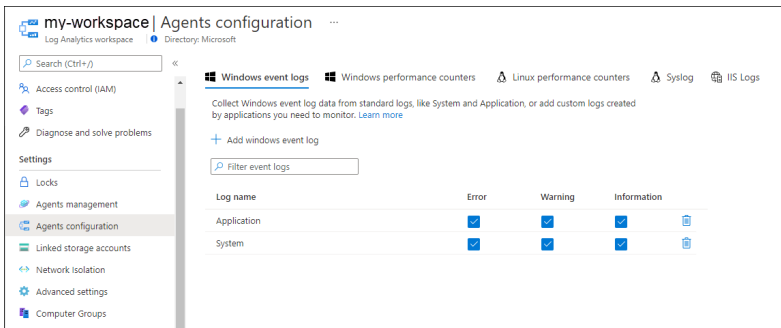 my-workspace | Agents configuration ...
Log Analytics workspace Directory: Microsoft
Search (Ctrl+/) «
Access control (IAM)
Tags
Diagnose and solve problems
Settings
Locks
Agents management
Agents configuration
Linked storage accounts
Network Isolation
Advanced settings
Computer Groups
Windows event logs Windows performance counters Linux performance counters Syslog IIS Logs
Collect Windows event log data from standard logs, like System and Application, or add custom logs created
by applications you need to monitor. Learn more
+ Add windows event log
Filter event logs
Log name Error Warning Information
Application
System